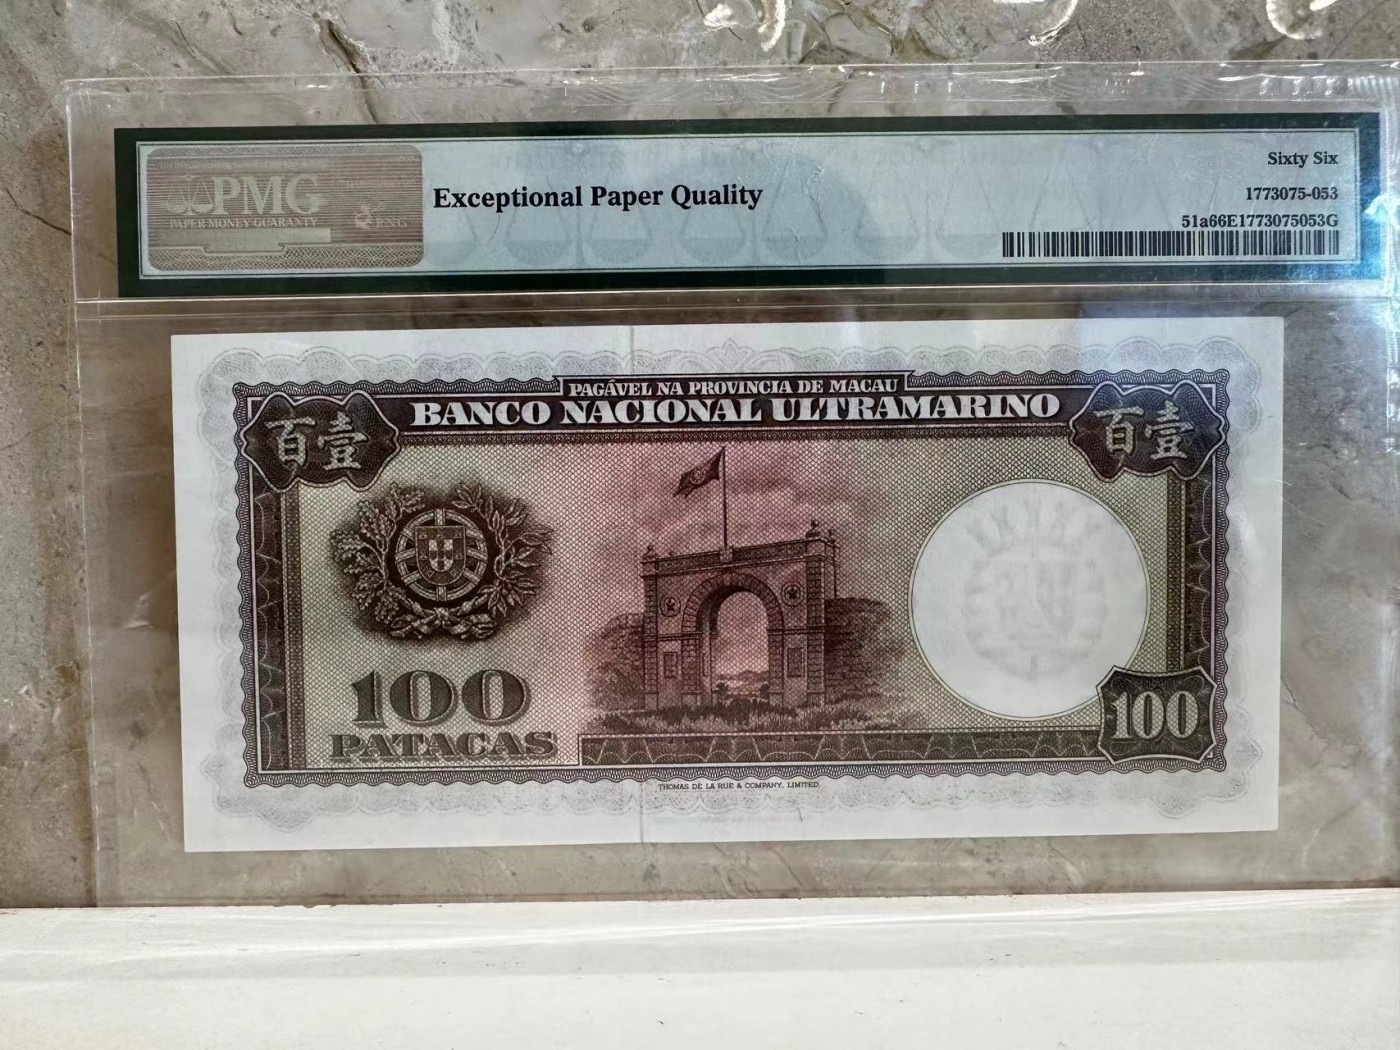 PMG
PAPER MONEY GUARANTY
Exceptional Paper Quality
Sixty Six
1773075-053
51a66E1773075053G
PAGÁVEL NA PROVINCIA DE MACAU
BANCO NACIONAL ULTRAMARINO
百壹
百壹
100
PATACAS
100
THOMAS DE LA RUE & COMPANY, LIMITED.